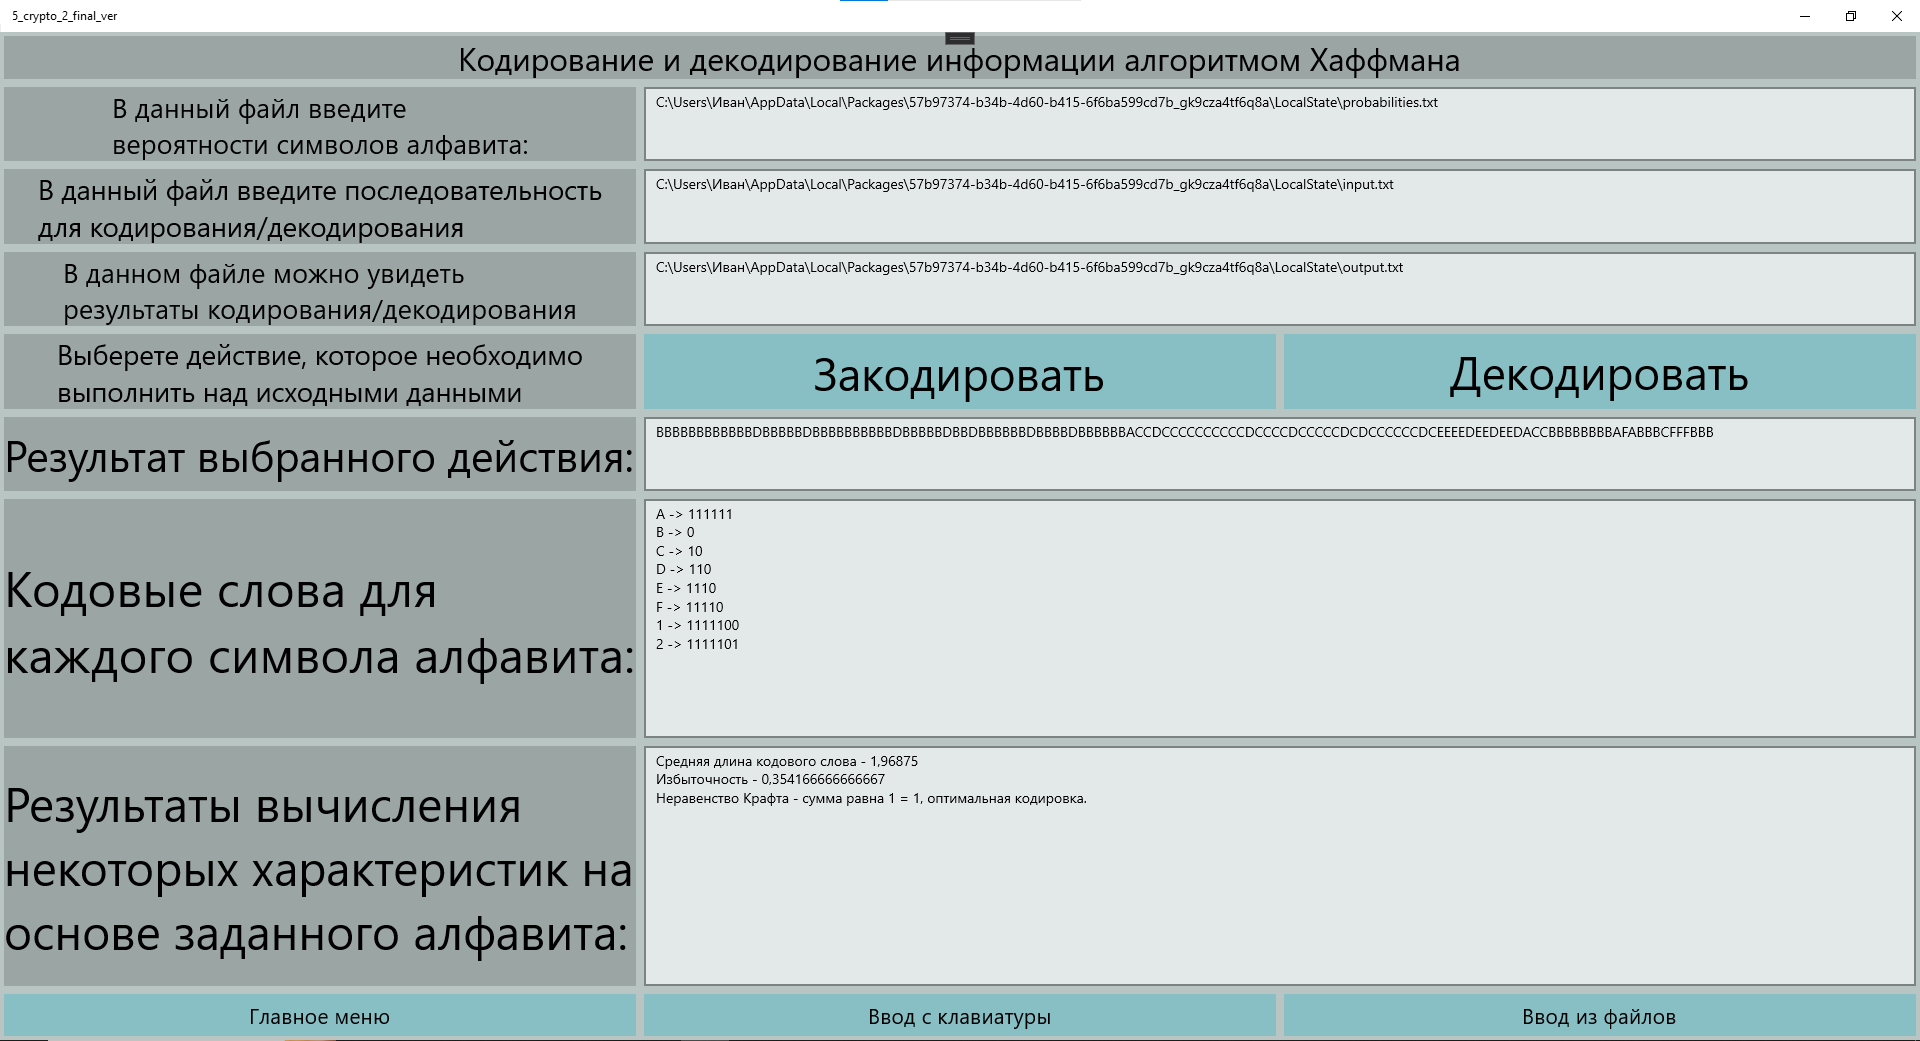 5_crypto_2_final_ver
Кодирование и декодирование информации алгоритмом Хаффмана
В данный файл введите
вероятности символов алфавита:
C:\Users\Иван\AppData\Local\Packages\57b97374-b34b-4d60-b415-6f6ba599cd7b_gk9cza4tf6q8a\LocalState\probabilities.txt
В данный файл введите последовательность
для кодирования/декодирования
C:\Users\Иван\AppData\Local\Packages\57b97374-b34b-4d60-b415-6f6ba599cd7b_gk9cza4tf6q8a\LocalState\input.txt
В данном файле можно увидеть
результаты кодирования/декодирования
C:\Users\Иван\AppData\Local\Packages\57b97374-b34b-4d60-b415-6f6ba599cd7b_gk9cza4tf6q8a\LocalState\output.txt
Выберете действие, которое необходимо
выполнить над исходными данными
Закодировать
Декодировать
Результат выбранного действия:
BBBBBBBBBBBBDBBBBBDBBBBBBBBBBDBBBBBDBBDBBBBBBDBBBBDBBBBBBACCDCCCCCCCCCCDCCCCDCCCCCDCDCCCCCCDCEEEEDEEDEEDACCBBBBBBBBAFABBBCFFFBBB
Кодовые слова для
каждого символа алфавита:
A -> 111111
B -> 0
C -> 10
D -> 110
E -> 1110
F -> 11110
1 -> 1111100
2 -> 1111101
Результаты вычисления
некоторых характеристик на
основе заданного алфавита:
Средняя длина кодового слова - 1,96875
Избыточность - 0,354166666666667
Неравенство Крафта - сумма равна 1 = 1, оптимальная кодировка.
Главное меню
Ввод с клавиатуры
Ввод из файлов